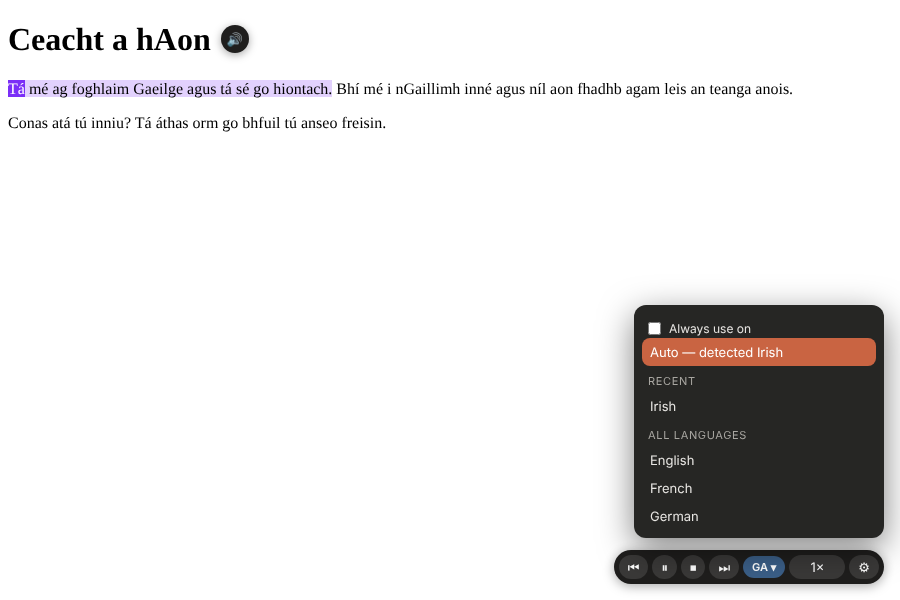 Ceacht a hAon
Tá mé ag foghlaim Gaeilge agus tá sé go hiontach. Bhí mé i nGaillimh inné agus níl aon fhadhb agam leis an teanga anois.
Conas atá tú inniu? Tá áthas orm go bhfuil tú anseo freisin.
Always use on
Auto — detected Irish
RECENT
Irish
ALL LANGUAGES
English
French
German
GA ▾ 1×